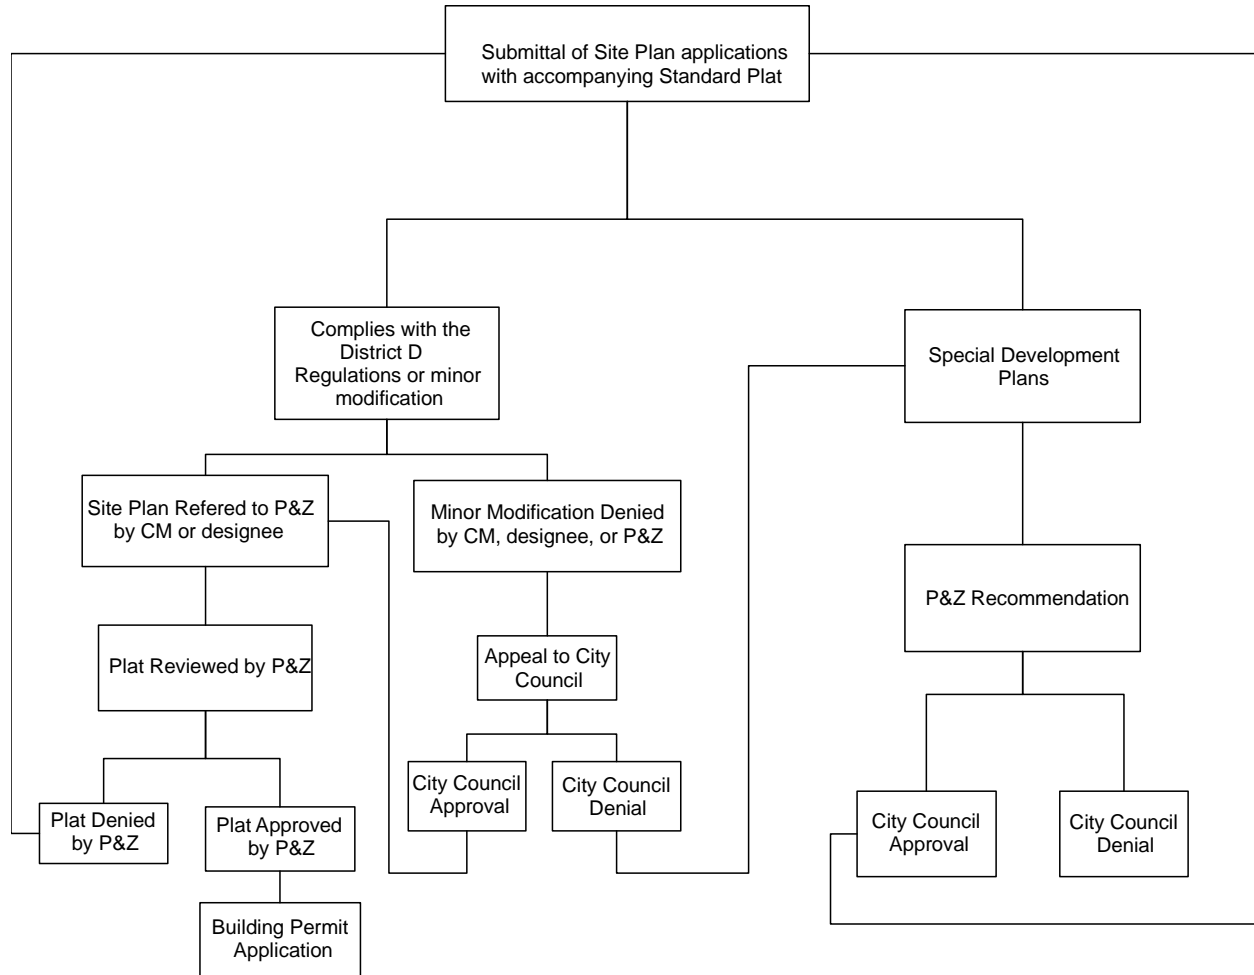 Submittal of Site Plan applications
with accompanying Standard Plat
Complies with the
District D
Regulations or minor
modification
Special Development
Plans
Site Plan Refered to P&Z
by CM or designee
Minor Modification Denied
by CM, designee, or P&Z
P&Z Recommendation
Plat Reviewed by P&Z
Appeal to City
Council
City Council
Approval
City Council
Denial
Plat Denied
by P&Z
Plat Approved
by P&Z
City Council
Approval
City Council
Denial
Building Permit
Application